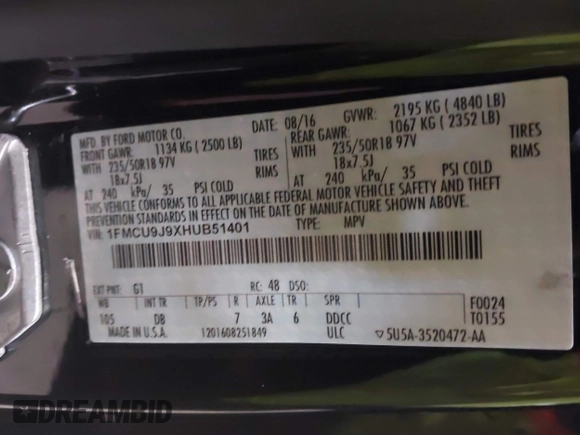 MFD. BY FORD MOTOR CO.
DATE: 08/16 GVWR: 2195 KG ( 4840 LB)
FRONT GAWR: 1134 KG ( 2500 LB) REAR GAWR: 1067 KG ( 2352 LB)
WITH 235/50R18 97V TIRES WITH 235/50R18 97V TIRES
18x7.5J RIMS 18x7.5J RIMS
AT 240 kPa/ 35 PSI COLD AT 240 kPa/ 35 PSI COLD
THIS VEHICLE CONFORMS TO ALL APPLICABLE FEDERAL MOTOR VEHICLE SAFETY AND THEFT
PREVENTION STANDARDS IN EFFECT ON THE DATE OF MANUFACTURE SHOWN ABOVE.
VIN: 1FMCU9J9XHUB51401 TYPE: MPV
EXT PNT: G1 RC: 48 DSO:
WB INT TR TP/PS R AXLE TR SPR F0024
105 DB 7 3A 6 DDCC T0155
MADE IN U.S.A. 1201608251849 ULC ▽5U5A-3520472-AA
DREAMBID